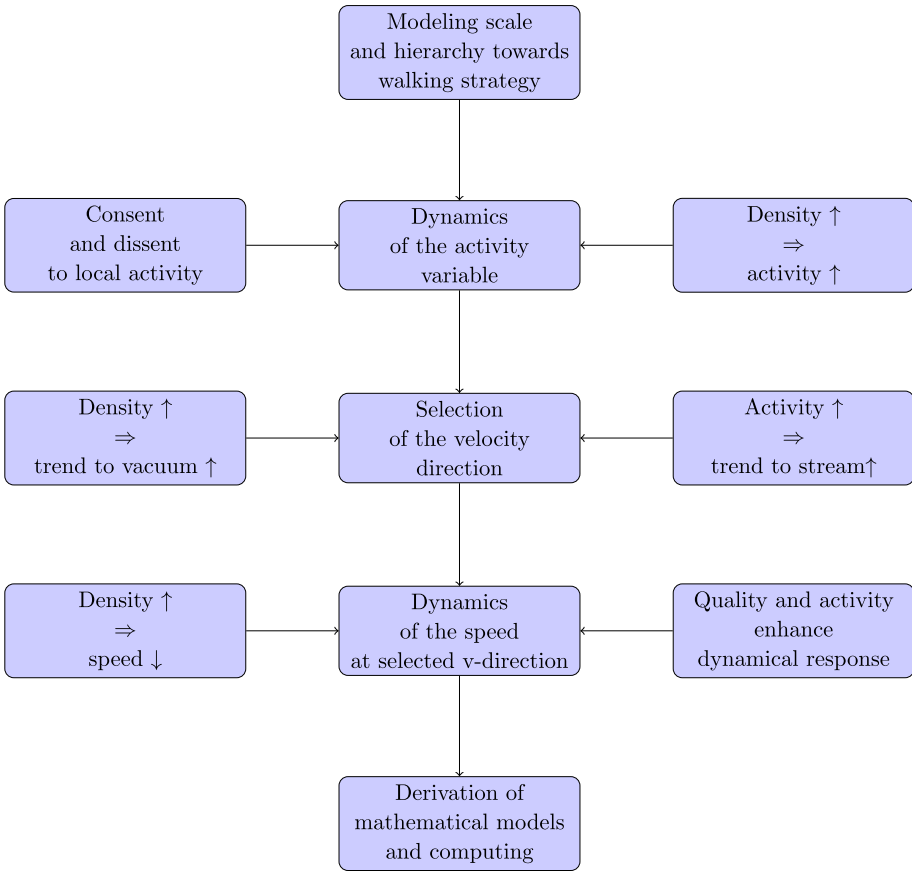 Modeling scale
and hierarchy towards
walking strategy
Consent
and dissent
to local activity
Dynamics
of the activity
variable
Density ↑
⇒
activity ↑
Density ↑
⇒
trend to vacuum ↑
Selection
of the velocity
direction
Activity ↑
⇒
trend to stream↑
Density ↑
⇒
speed ↓
Dynamics
of the speed
at selected v-direction
Quality and activity
enhance
dynamical response
Derivation of
mathematical models
and computing